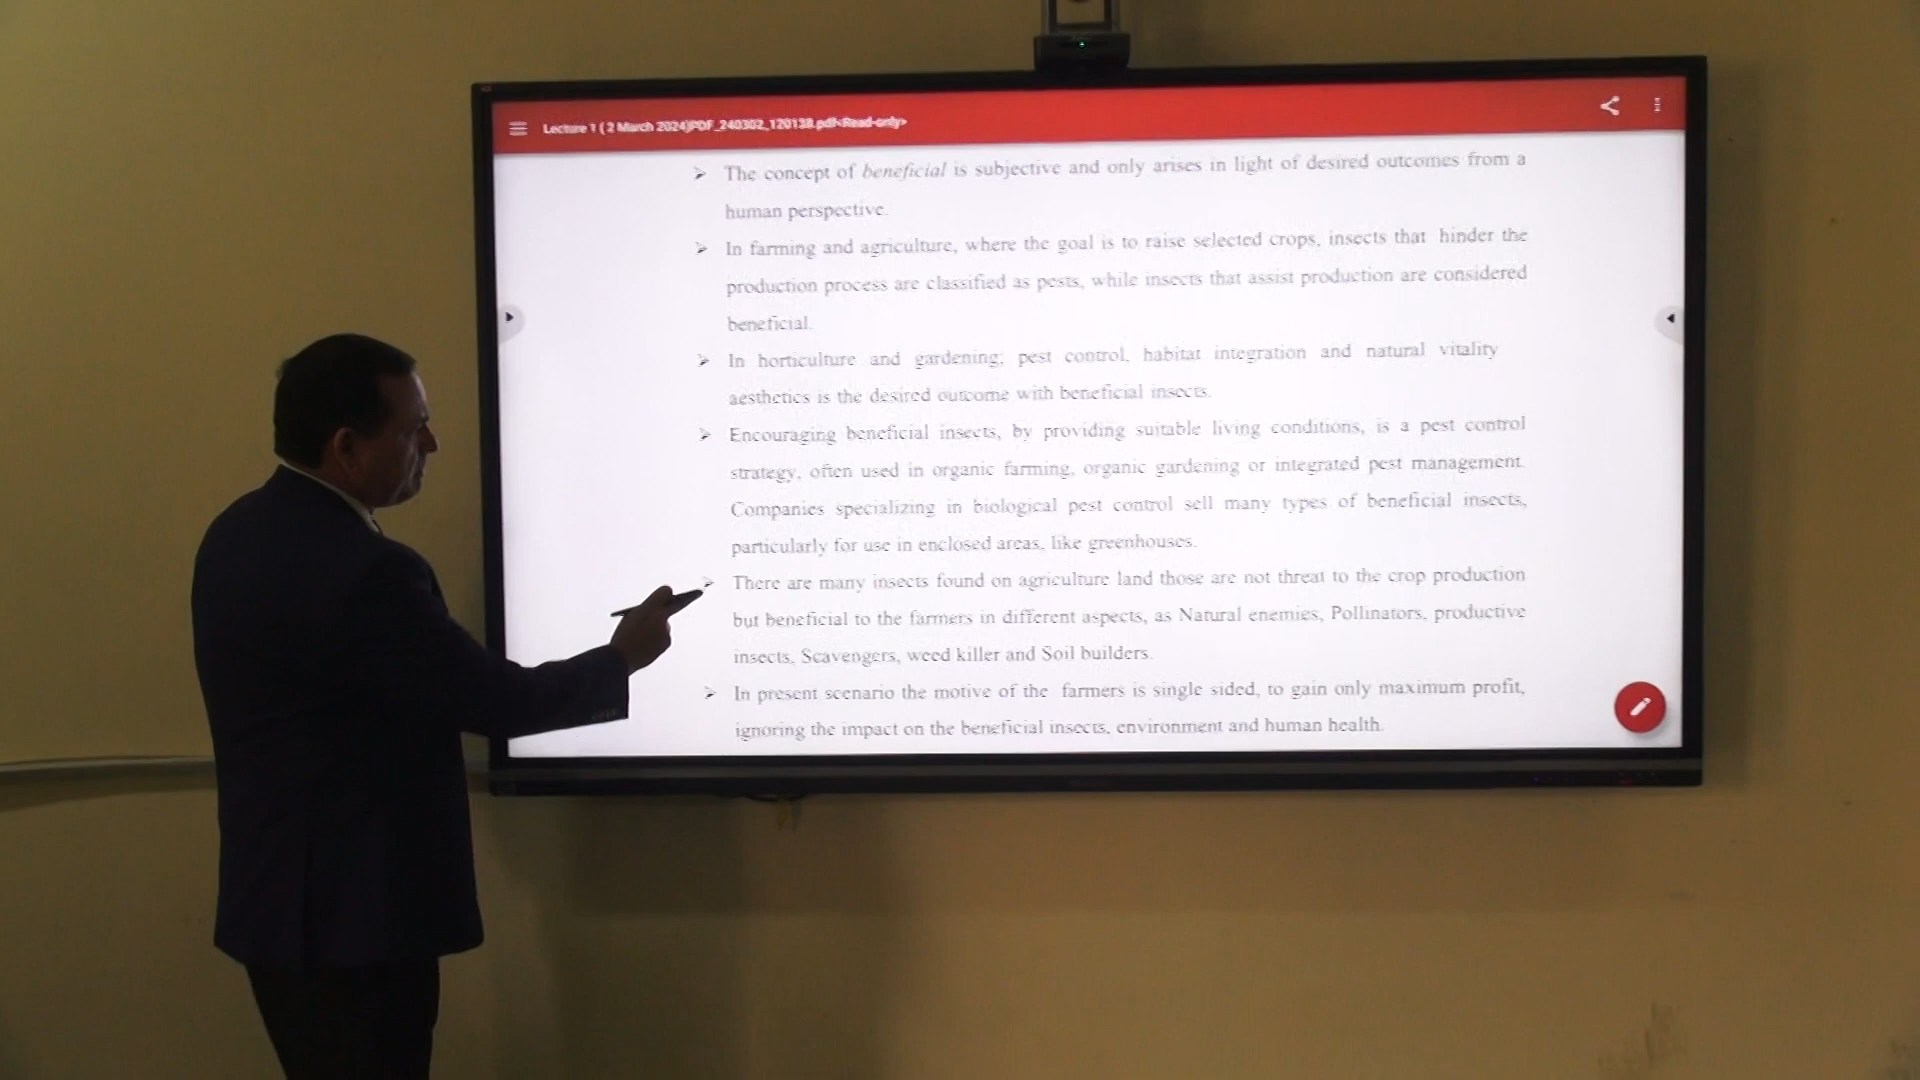 Lecture 1 ( 2 March 2024)PDF_240302_120138.pdf<Read-only>
➢ The concept of beneficial is subjective and only arises in light of desired outcomes from a
human perspective.
➢ In farming and agriculture, where the goal is to raise selected crops, insects that hinder the
production process are classified as pests, while insects that assist production are considered
beneficial.
➢ In horticulture and gardening; pest control, habitat integration and natural vitality
aesthetics is the desired outcome with beneficial insects.
➢ Encouraging beneficial insects, by providing suitable living conditions, is a pest control
strategy, often used in organic farming, organic gardening or integrated pest management.
Companies specializing in biological pest control sell many types of beneficial insects,
particularly for use in enclosed areas, like greenhouses.
➢ There are many insects found on agriculture land those are not threat to the crop production
but beneficial to the farmers in different aspects, as Natural enemies, Pollinators, productive
insects, Scavengers, weed killer and Soil builders.
➢ In present scenario the motive of the farmers is single sided, to gain only maximum profit,
ignoring the impact on the beneficial insects, environment and human health.